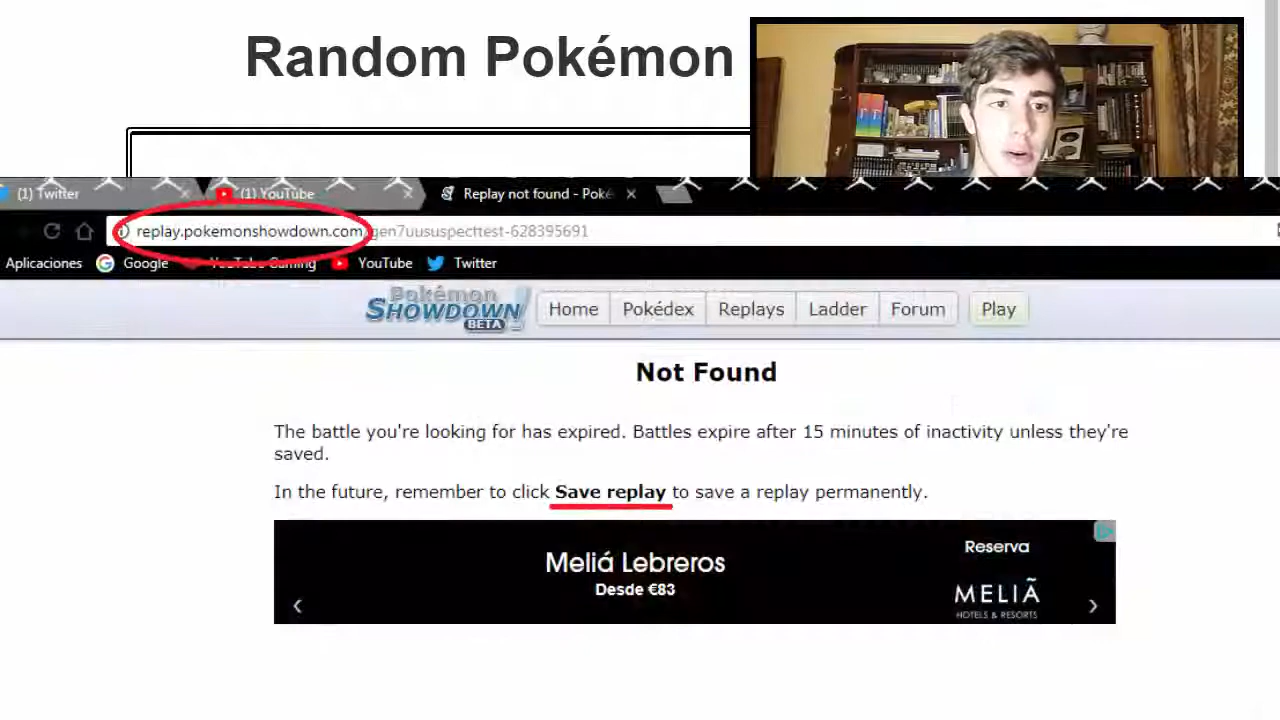 Random Pokémon
(1) Twitter
(1) YouTube
Replay not found - Poké
replay.pokemonshowdown.com/gen7uususpecttest-628395691
Aplicaciones
Google
YouTube Gaming
YouTube
Twitter
Pokémon
SHOWDOWN!
BETA
Home
Pokédex
Replays
Ladder
Forum
Play
Not Found
The battle you're looking for has expired. Battles expire after 15 minutes of inactivity unless they're
saved.
In the future, remember to click Save replay to save a replay permanently.
Meliá Lebreros
Desde €83
Reserva
MELIÃ
HOTELS & RESORTS